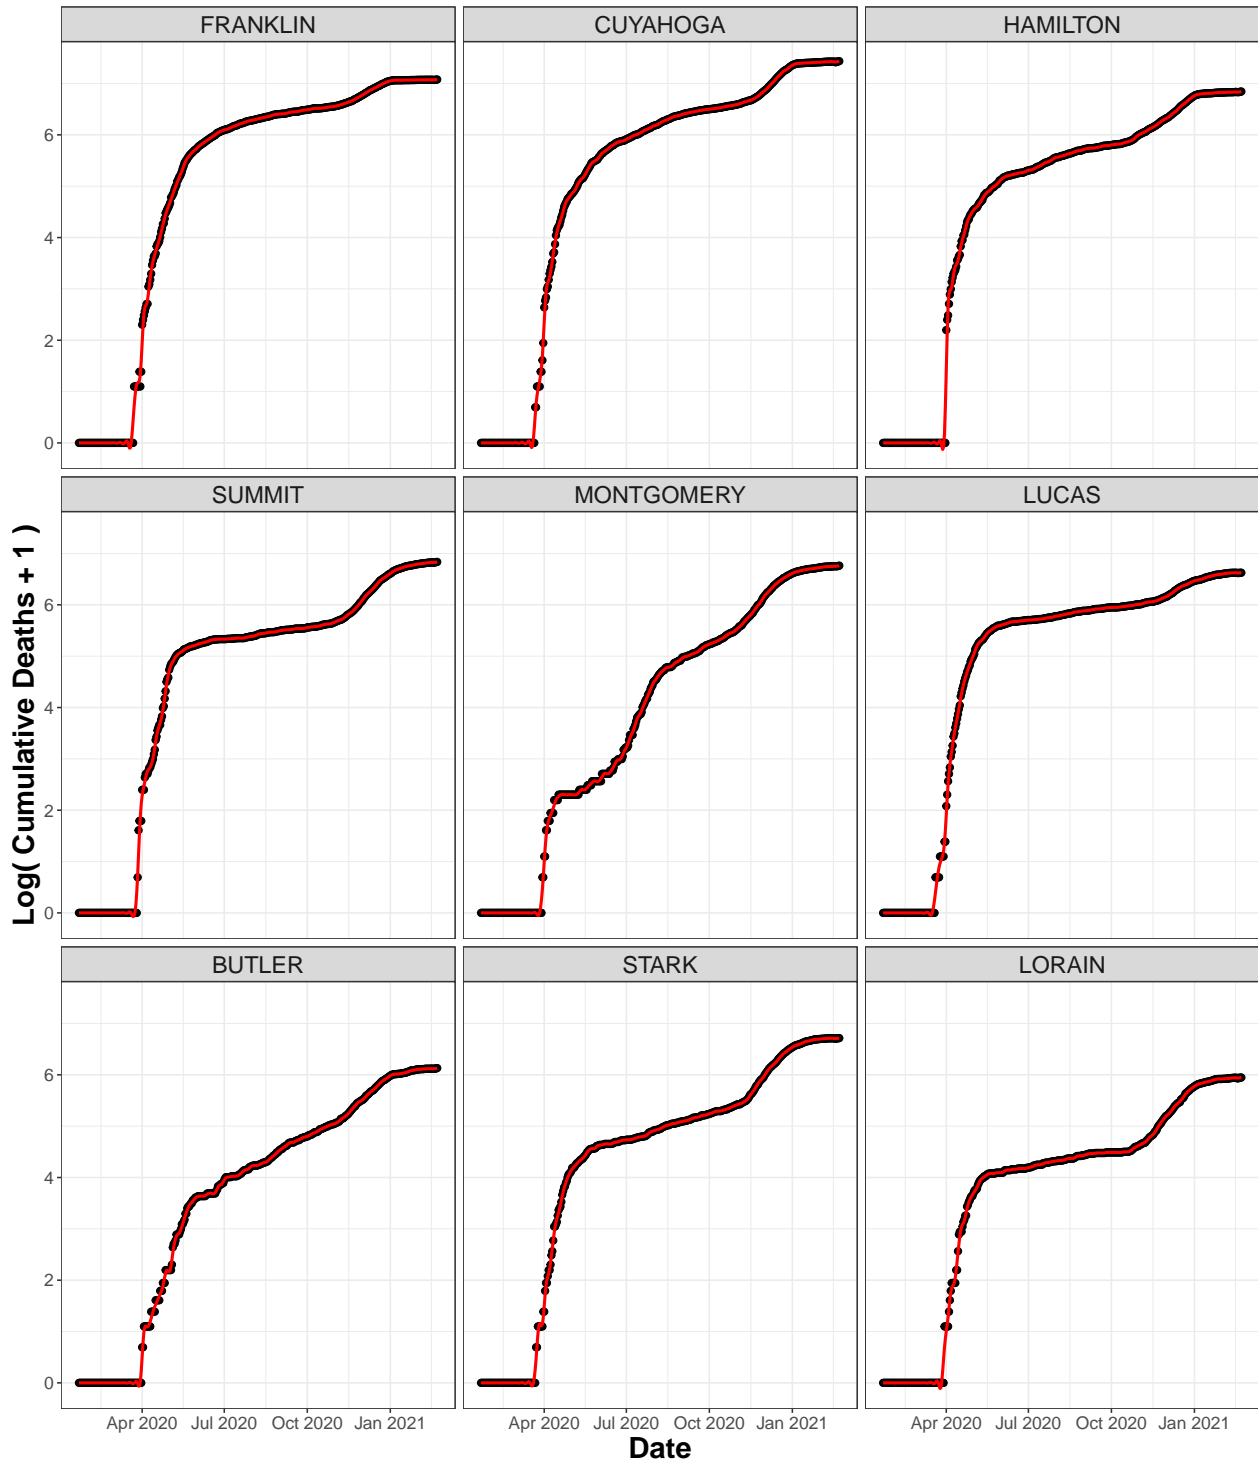 FRANKLIN
CUYAHOGA
HAMILTON
6
4
2
0
SUMMIT
MONTGOMERY
LUCAS
6
4
2
0
BUTLER
STARK
LORAIN
6
4
2
0
Log( Cumulative Deaths + 1 )
Apr 2020 Jul 2020 Oct 2020 Jan 2021
Apr 2020 Jul 2020 Oct 2020 Jan 2021
Apr 2020 Jul 2020 Oct 2020 Jan 2021
Date